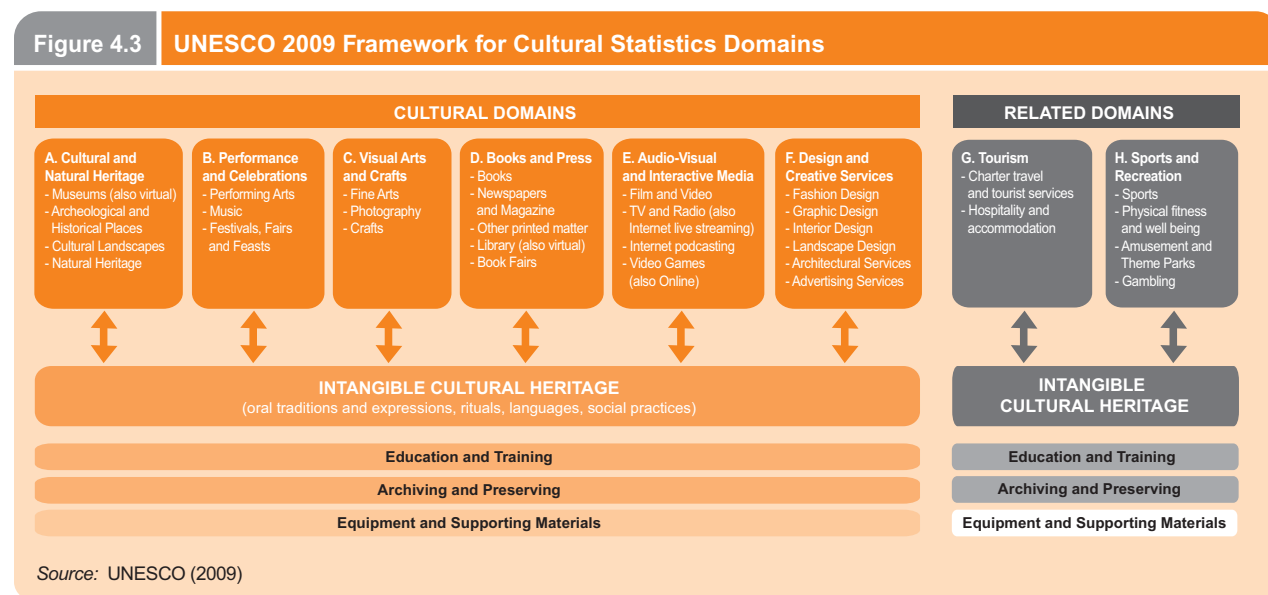 Figure 4.3
UNESCO 2009 Framework for Cultural Statistics Domains
CULTURAL DOMAINS
A. Cultural and
Natural Heritage
- Museums (also virtual)
- Archeological and
Historical Places
- Cultural Landscapes
- Natural Heritage
B. Performance
and Celebrations
- Performing Arts
- Music
- Festivals, Fairs
and Feasts
C. Visual Arts
and Crafts
- Fine Arts
- Photography
- Crafts
D. Books and Press
- Books
- Newspapers
and Magazine
- Other printed matter
- Library (also virtual)
- Book Fairs
E. Audio-Visual
and Interactive Media
- Film and Video
- TV and Radio (also
Internet live streaming)
- Internet podcasting
- Video Games
(also Online)
F. Design and
Creative Services
- Fashion Design
- Graphic Design
- Interior Design
- Landscape Design
- Architectural Services
- Advertising Services
INTANGIBLE CULTURAL HERITAGE
(oral traditions and expressions, rituals, languages, social practices)
Education and Training
Archiving and Preserving
Equipment and Supporting Materials
RELATED DOMAINS
G. Tourism
- Charter travel
and tourist services
- Hospitality and
accommodation
H. Sports and
Recreation
- Sports
- Physical fitness
and well being
- Amusement and
Theme Parks
- Gambling
INTANGIBLE
CULTURAL HERITAGE
Education and Training
Archiving and Preserving
Equipment and Supporting Materials
Source: UNESCO (2009)